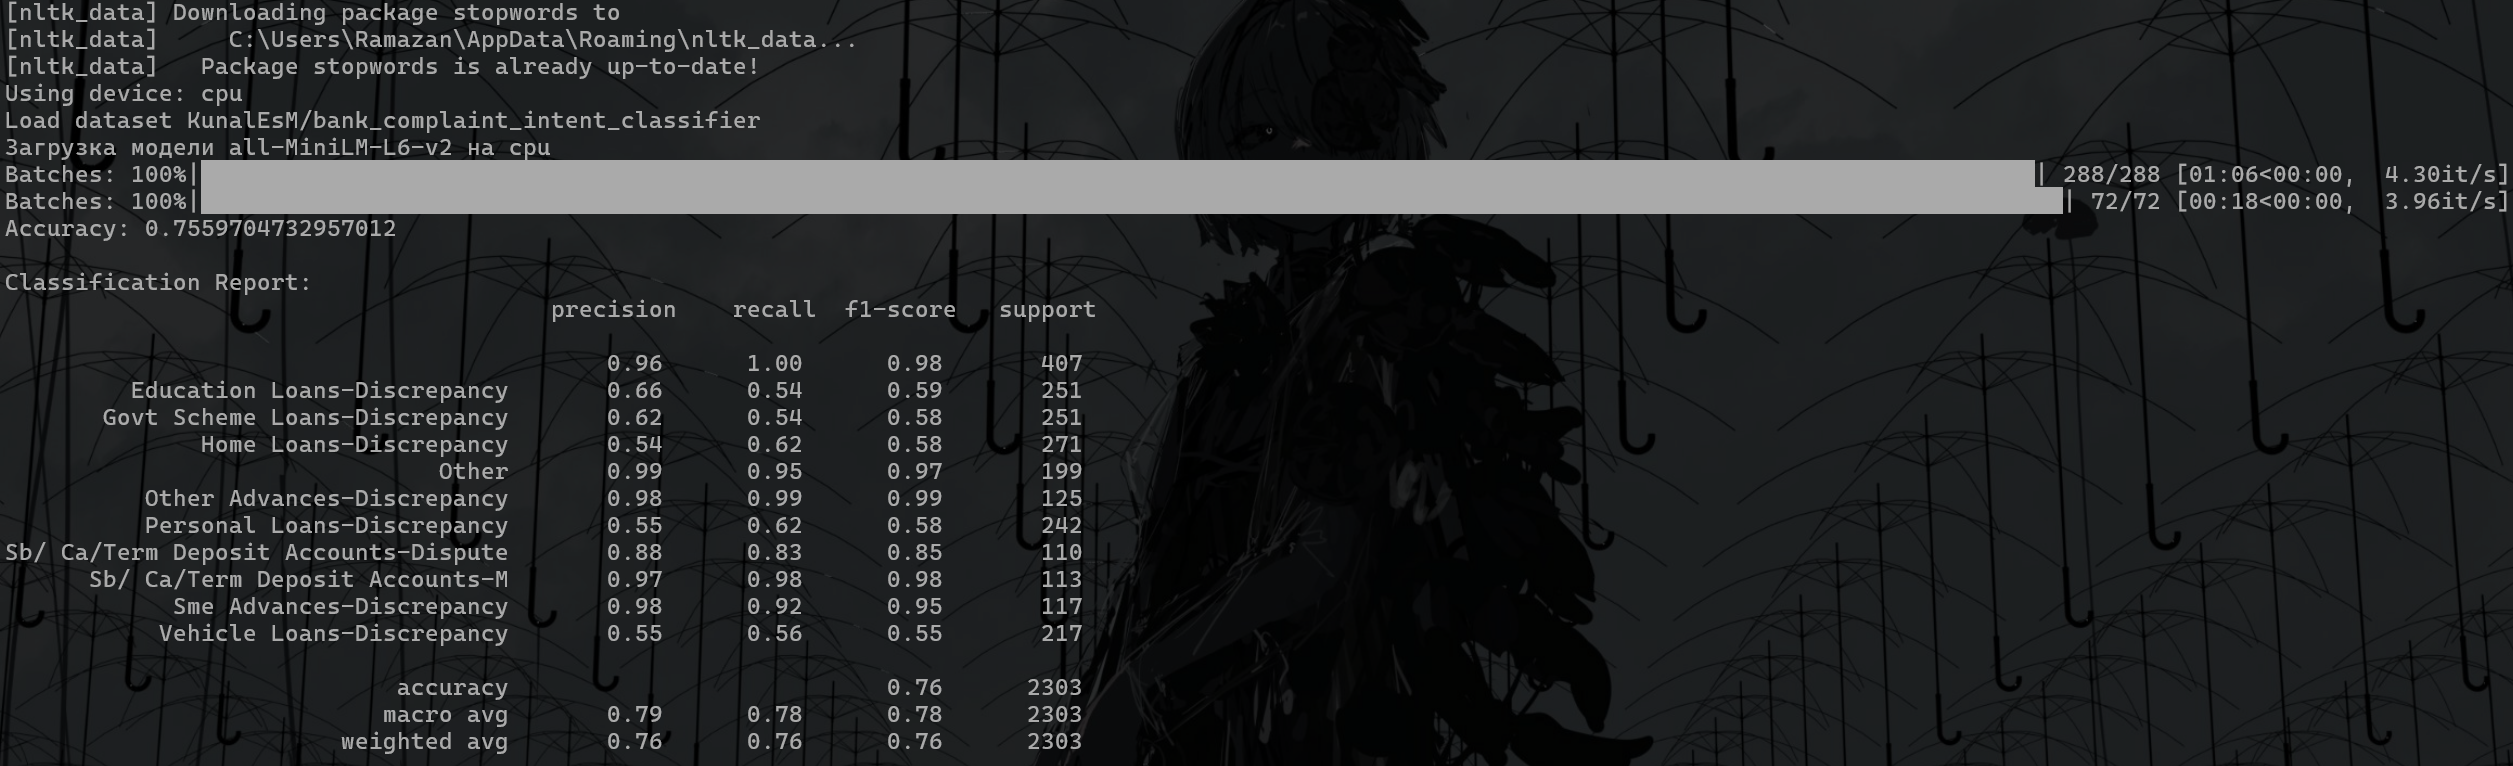 [nltk_data] Downloading package stopwords to
[nltk_data]     C:\Users\Ramazan\AppData\Roaming\nltk_data...
[nltk_data]   Package stopwords is already up-to-date!
Using device: cpu
Load dataset KunalEsM/bank_complaint_intent_classifier
Загрузка модели all-MiniLM-L6-v2 на cpu
Batches: 100%| | 288/288 [01:06<00:00,  4.30it/s]
Batches: 100%| | 72/72 [00:18<00:00,  3.96it/s]
Accuracy: 0.7559704732957012
Classification Report:
precision    recall  f1-score   support
0.96      1.00      0.98       407
Education Loans-Discrepancy       0.66      0.54      0.59       251
Govt Scheme Loans-Discrepancy       0.62      0.54      0.58       251
Home Loans-Discrepancy       0.54      0.62      0.58       271
Other       0.99      0.95      0.97       199
Other Advances-Discrepancy       0.98      0.99      0.99       125
Personal Loans-Discrepancy       0.55      0.62      0.58       242
Sb/ Ca/Term Deposit Accounts-Dispute       0.88      0.83      0.85       110
Sb/ Ca/Term Deposit Accounts-M       0.97      0.98      0.98       113
Sme Advances-Discrepancy       0.98      0.92      0.95       117
Vehicle Loans-Discrepancy       0.55      0.56      0.55       217
accuracy                           0.76      2303
macro avg       0.79      0.78      0.78      2303
weighted avg       0.76      0.76      0.76      2303